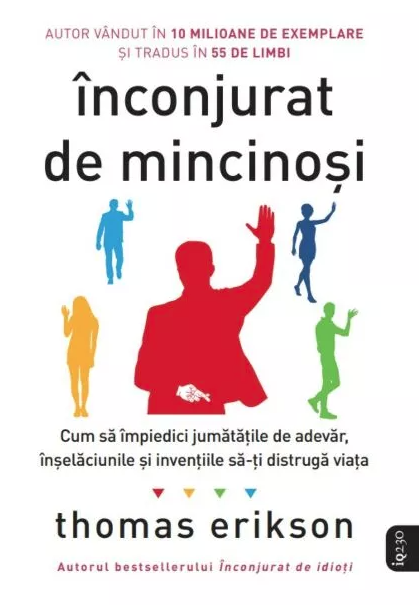 AUTOR VÂNDUT ÎN 10 MILIOANE DE EXEMPLARE
ȘI TRADUS ÎN 55 DE LIMBI
înconjurat
de mincinoși
Cum să împiedici jumătățile de adevăr,
înșelăciunile și invențiile să-ți distrugă viața
thomas erikson
Autorul bestsellerului Înconjurat de idioți
iq230